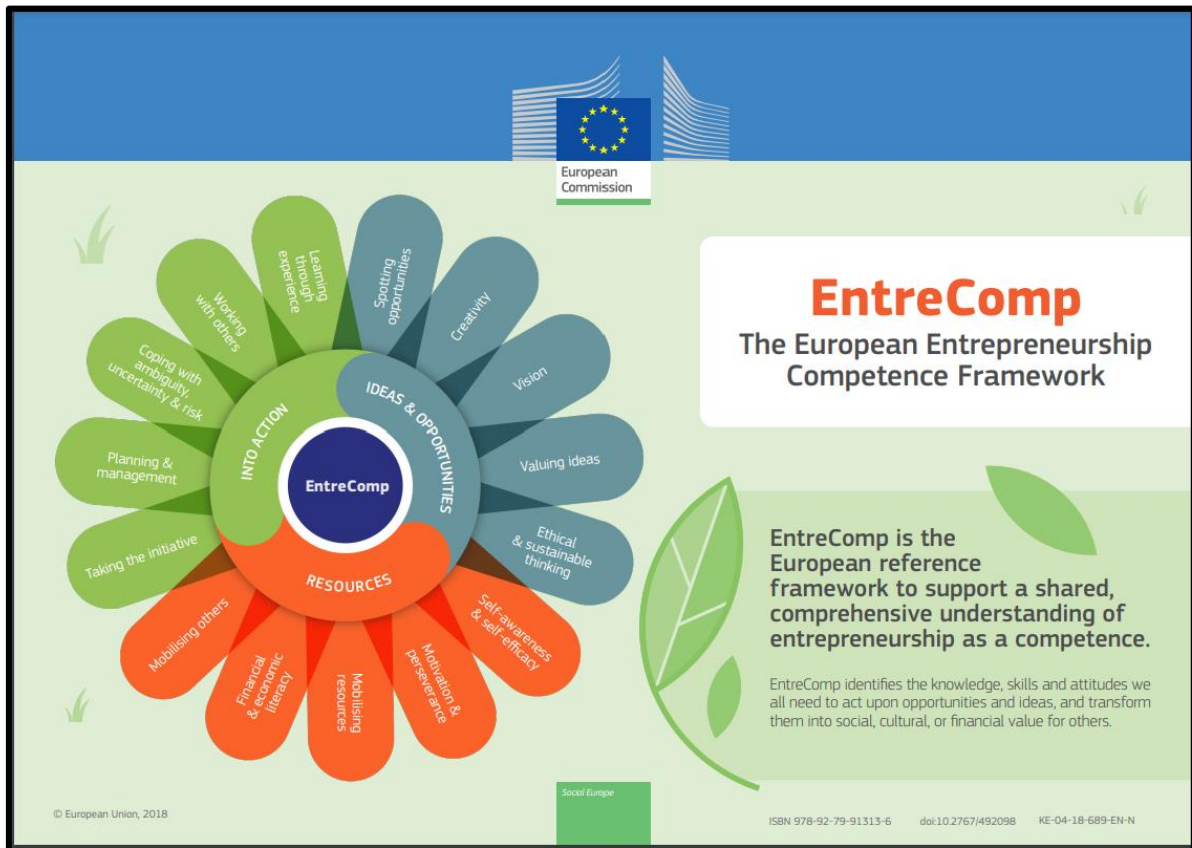 European
Commission
Learning
through
experience
Spotting
opportunities
Working
with others
Creativity
Coping with
ambiguity,
uncertainty & risk
Vision
Planning &
management
Valuing ideas
Taking the initiative
Ethical
& sustainable
thinking
Mobilising others
Financial
& economic
literacy
Mobilising
resources
Motivation &
perseverance
Self-awareness
& self-efficacy
INTO ACTION
IDEAS & OPPORTUNITIES
RESOURCES
EntreComp
EntreComp
The European Entrepreneurship
Competence Framework
EntreComp is the
European reference
framework to support a shared,
comprehensive understanding of
entrepreneurship as a competence.
EntreComp identifies the knowledge, skills and attitudes we
all need to act upon opportunities and ideas, and transform
them into social, cultural, or financial value for others.
Social Europe
© European Union, 2018
ISBN 978-92-79-91313-6 doi:10.2767/492098 KE-04-18-689-EN-N